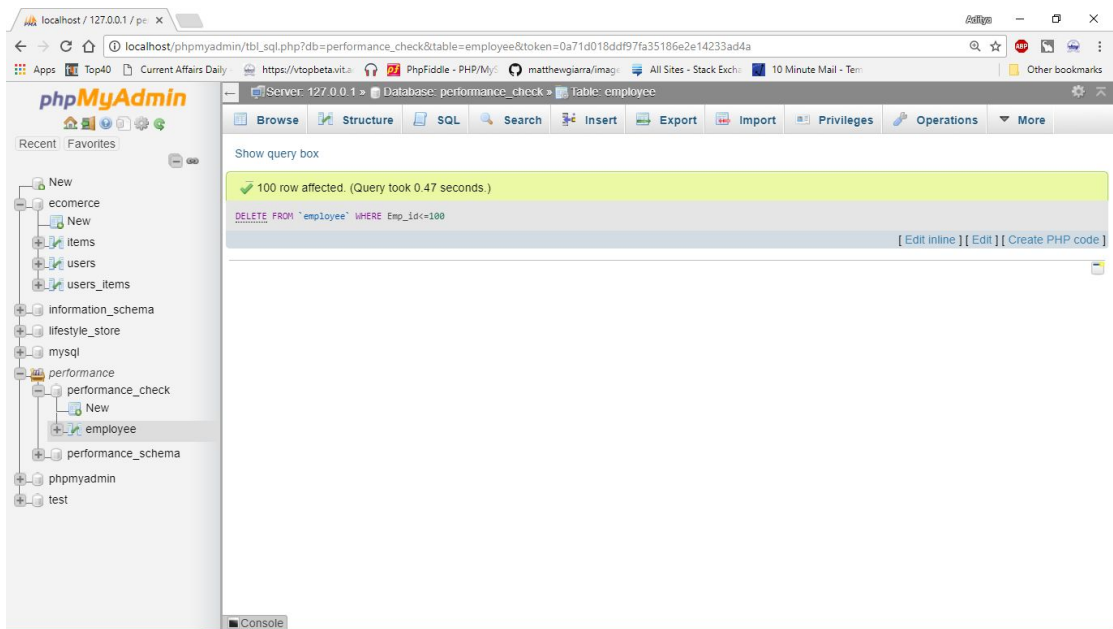 localhost / 127.0.0.1 / pe
Aditya
localhost/phpmyadmin/tbl_sql.php?db=performance_check&table=employee&token=0a71d018ddf97fa35186e2e14233ad4a
Apps Top40 Current Affairs Daily https://vtopbeta.vit.a PhpFiddle - PHP/MyS matthewgiarra/image All Sites - Stack Excha 10 Minute Mail - Tem Other bookmarks
phpMyAdmin
Recent Favorites
New
ecomerce
New
items
users
users_items
information_schema
lifestyle_store
mysql
performance
performance_check
New
employee
performance_schema
phpmyadmin
test
Server: 127.0.0.1 » Database: performance_check » Table: employee
Browse Structure SQL Search Insert Export Import Privileges Operations More
Show query box
100 row affected. (Query took 0.47 seconds.)
DELETE FROM `employee` WHERE Emp_id<=100
[ Edit inline ] [ Edit ] [ Create PHP code ]
Console